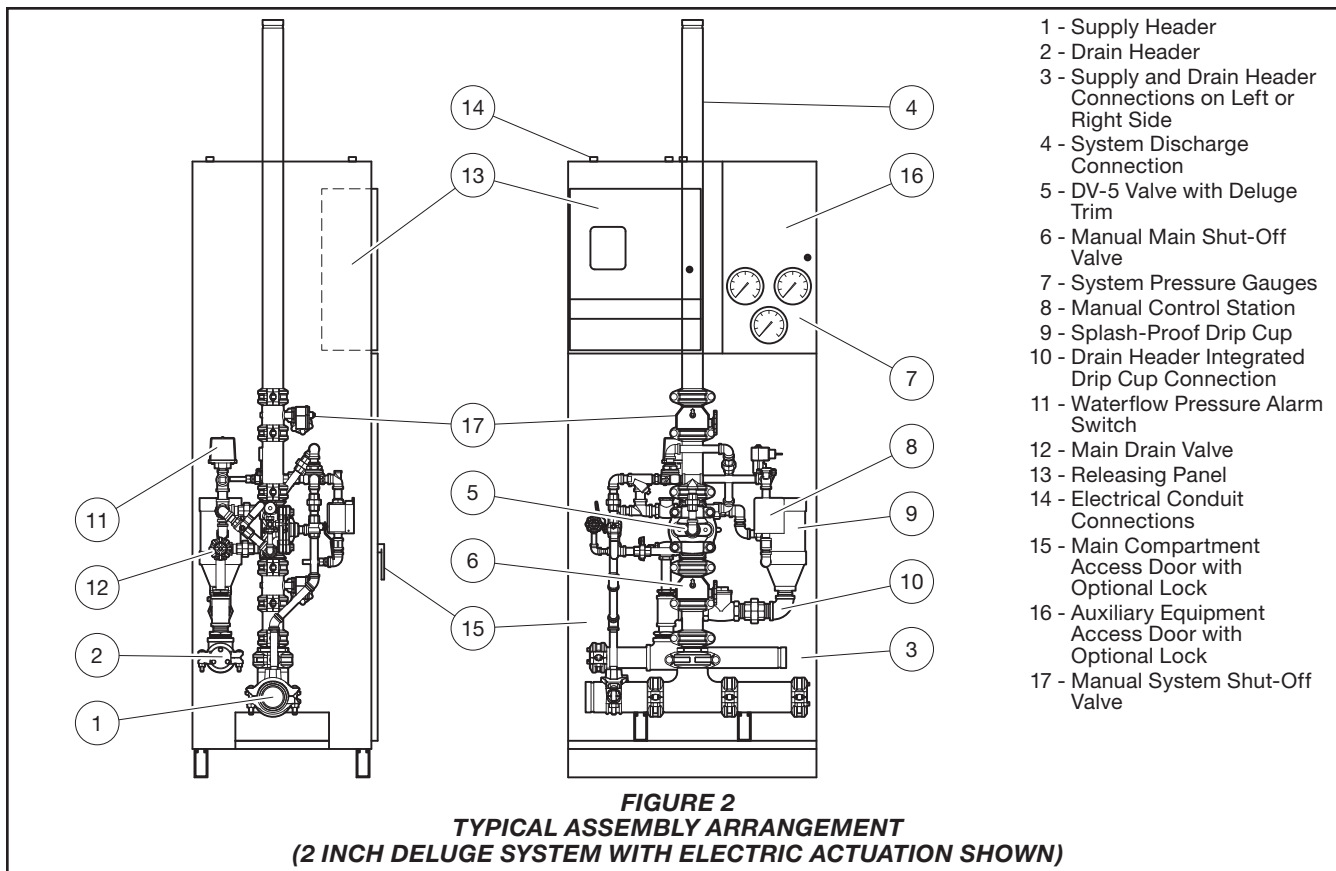 14
4
13
16
7
17
8
5
11
9
6
12
10
15
2
3
1
1 - Supply Header
2 - Drain Header
3 - Supply and Drain Header
Connections on Left or
Right Side
4 - System Discharge
Connection
5 - DV-5 Valve with Deluge
Trim
6 - Manual Main Shut-Off
Valve
7 - System Pressure Gauges
8 - Manual Control Station
9 - Splash-Proof Drip Cup
10 - Drain Header Integrated
Drip Cup Connection
11 - Waterflow Pressure Alarm
Switch
12 - Main Drain Valve
13 - Releasing Panel
14 - Electrical Conduit
Connections
15 - Main Compartment
Access Door with
Optional Lock
16 - Auxiliary Equipment
Access Door with
Optional Lock
17 - Manual System Shut-Off
Valve
FIGURE 2
TYPICAL ASSEMBLY ARRANGEMENT
(2 INCH DELUGE SYSTEM WITH ELECTRIC ACTUATION SHOWN)